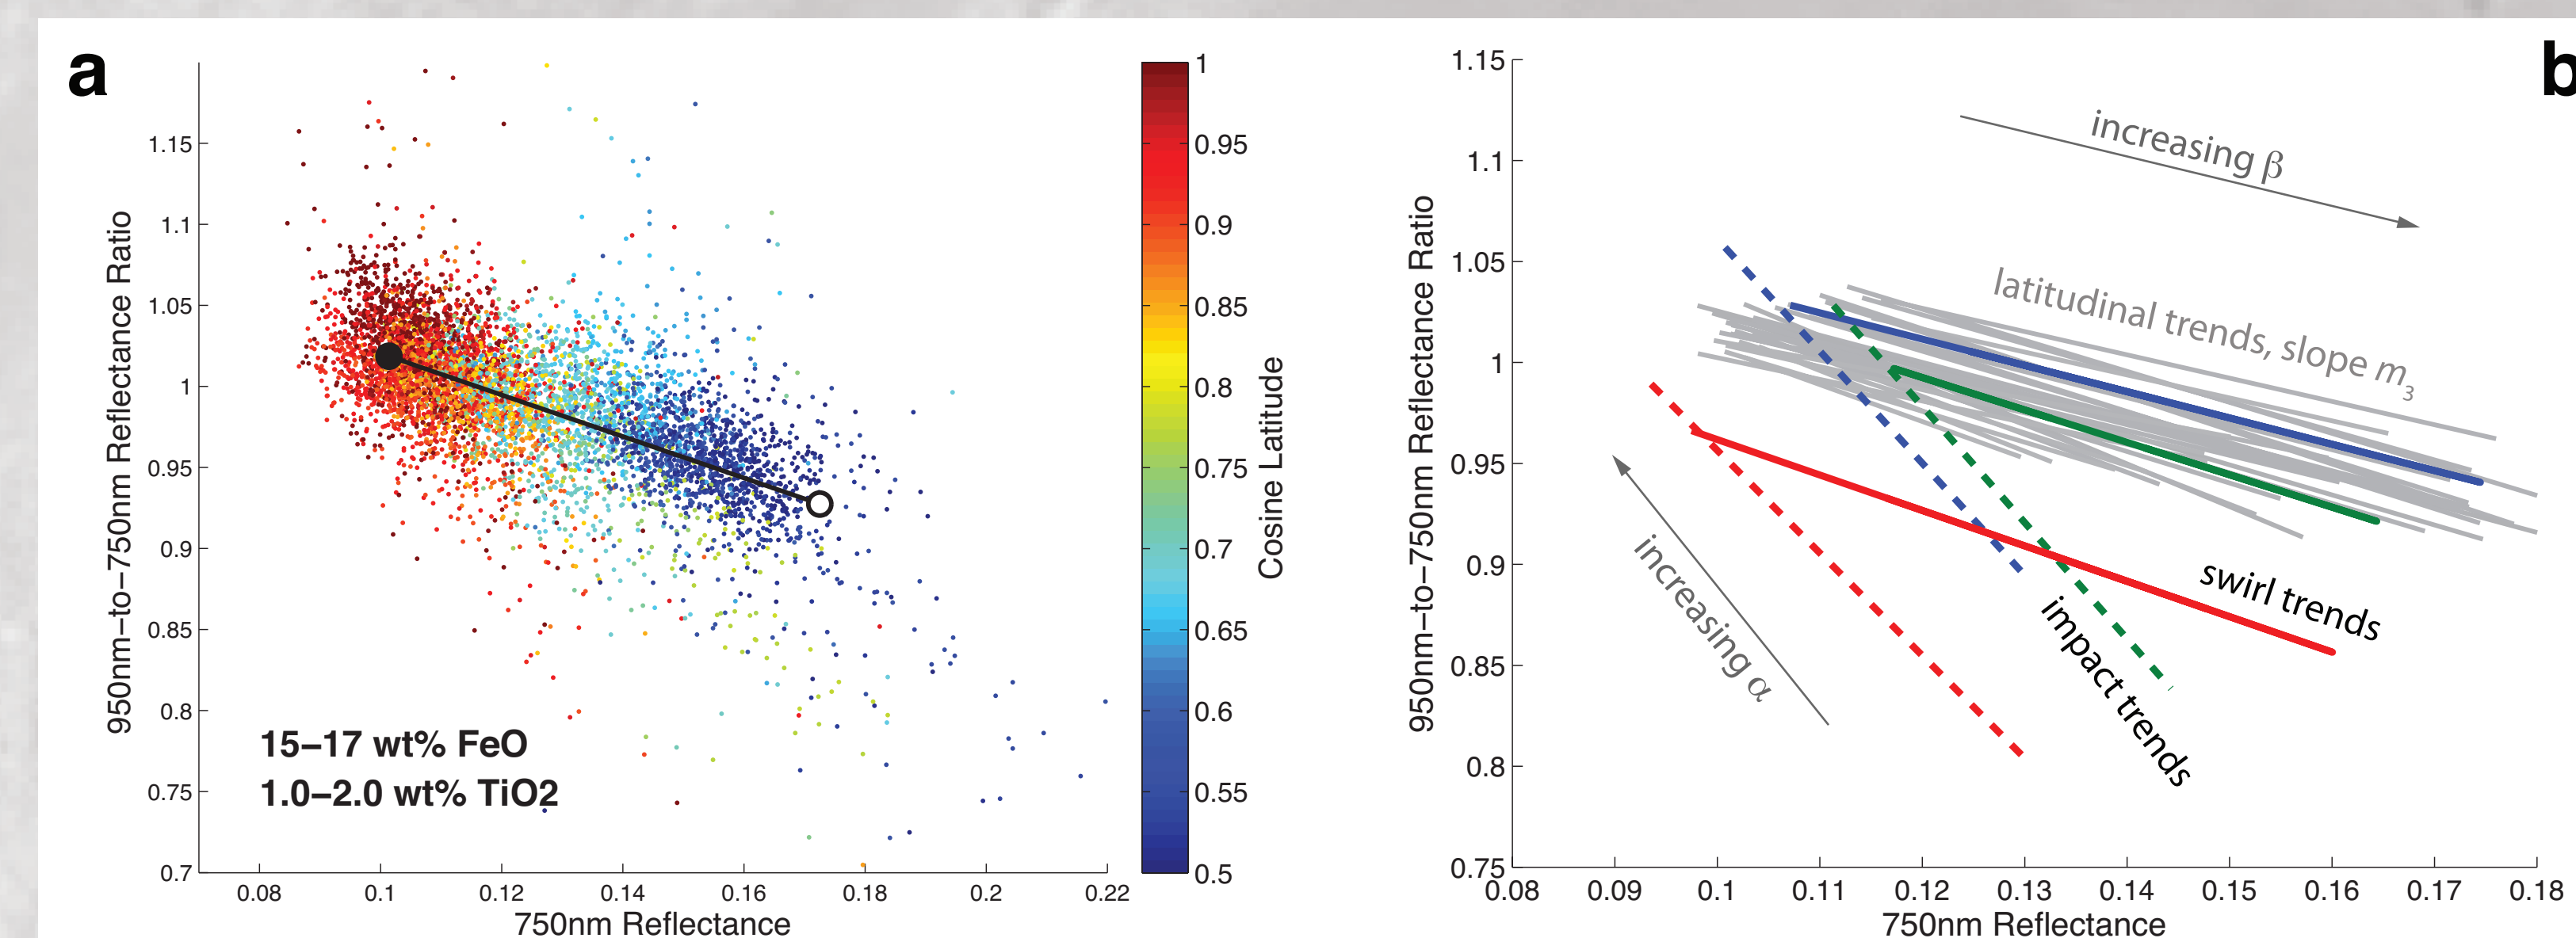 a
950nm–to–750nm Reflectance Ratio
1.15
1.1
1.05
1
0.95
0.9
0.85
0.8
0.75
0.7
15–17 wt% FeO
1.0–2.0 wt% TiO2
0.08 0.1 0.12 0.14 0.16 0.18 0.2 0.22
750nm Reflectance
1
0.95
0.9
0.85
0.8
0.75
0.7
0.65
0.6
0.55
0.5
Cosine Latitude
b
950nm–to–750nm Reflectance Ratio
1.15
1.1
1.05
1
0.95
0.9
0.85
0.8
0.75
increasing β
latitudinal trends, slope m3
swirl trends
impact trends
increasing α
0.08 0.09 0.1 0.11 0.12 0.13 0.14 0.15 0.16 0.17 0.18
750nm Reflectance